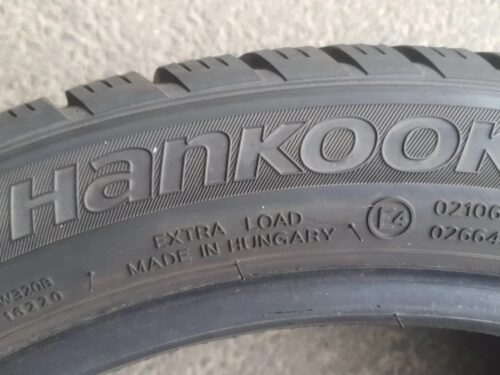 Hankook
EXTRA LOAD
MADE IN HUNGARY
E4
02106
02664
W320B